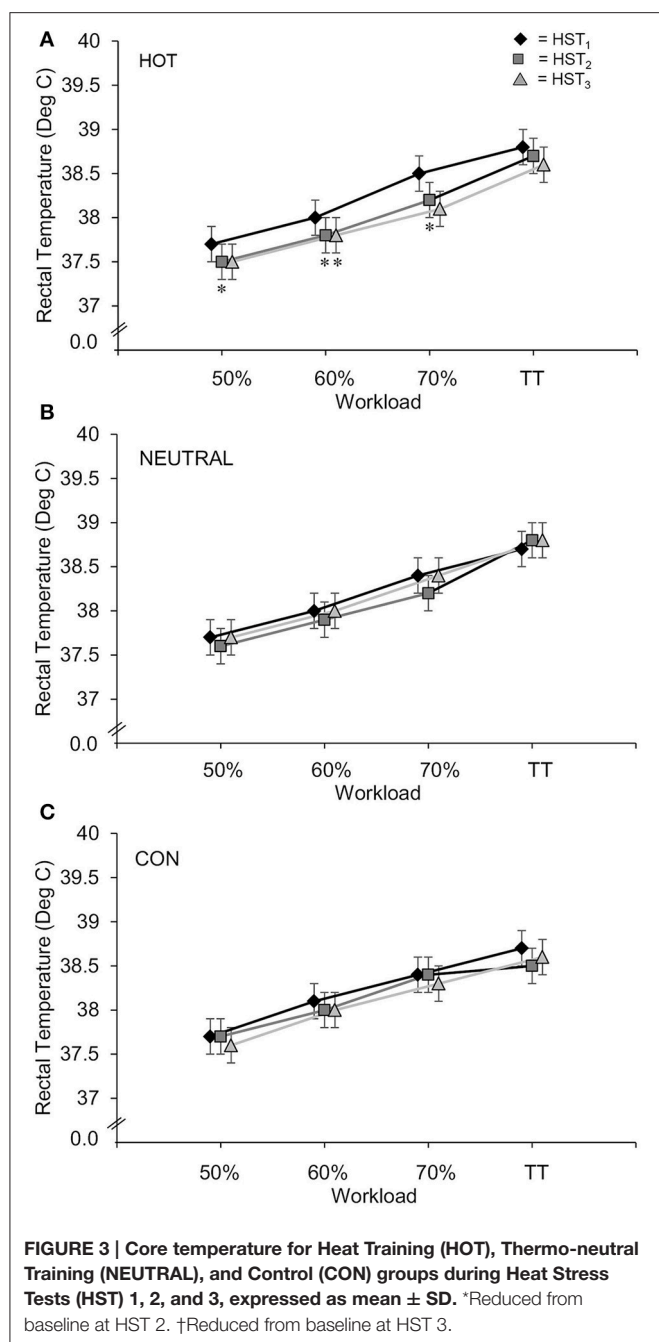 A
HOT
◆ = HST₁
■ = HST₂
▲ = HST₃
Rectal Temperature (Deg C)
40
39.5
39
38.5
38
37.5
37
0.0
*
* *
*
50% 60% 70% TT
Workload
B
NEUTRAL
Rectal Temperature (Deg C)
40
39.5
39
38.5
38
37.5
37
0.0
50% 60% 70% TT
Workload
C
CON
Rectal Temperature (Deg C)
40
39.5
39
38.5
38
37.5
37
0.0
50% 60% 70% TT
Workload
FIGURE 3 | Core temperature for Heat Training (HOT), Thermo-neutral
Training (NEUTRAL), and Control (CON) groups during Heat Stress
Tests (HST) 1, 2, and 3, expressed as mean ± SD. *Reduced from
baseline at HST 2. †Reduced from baseline at HST 3.